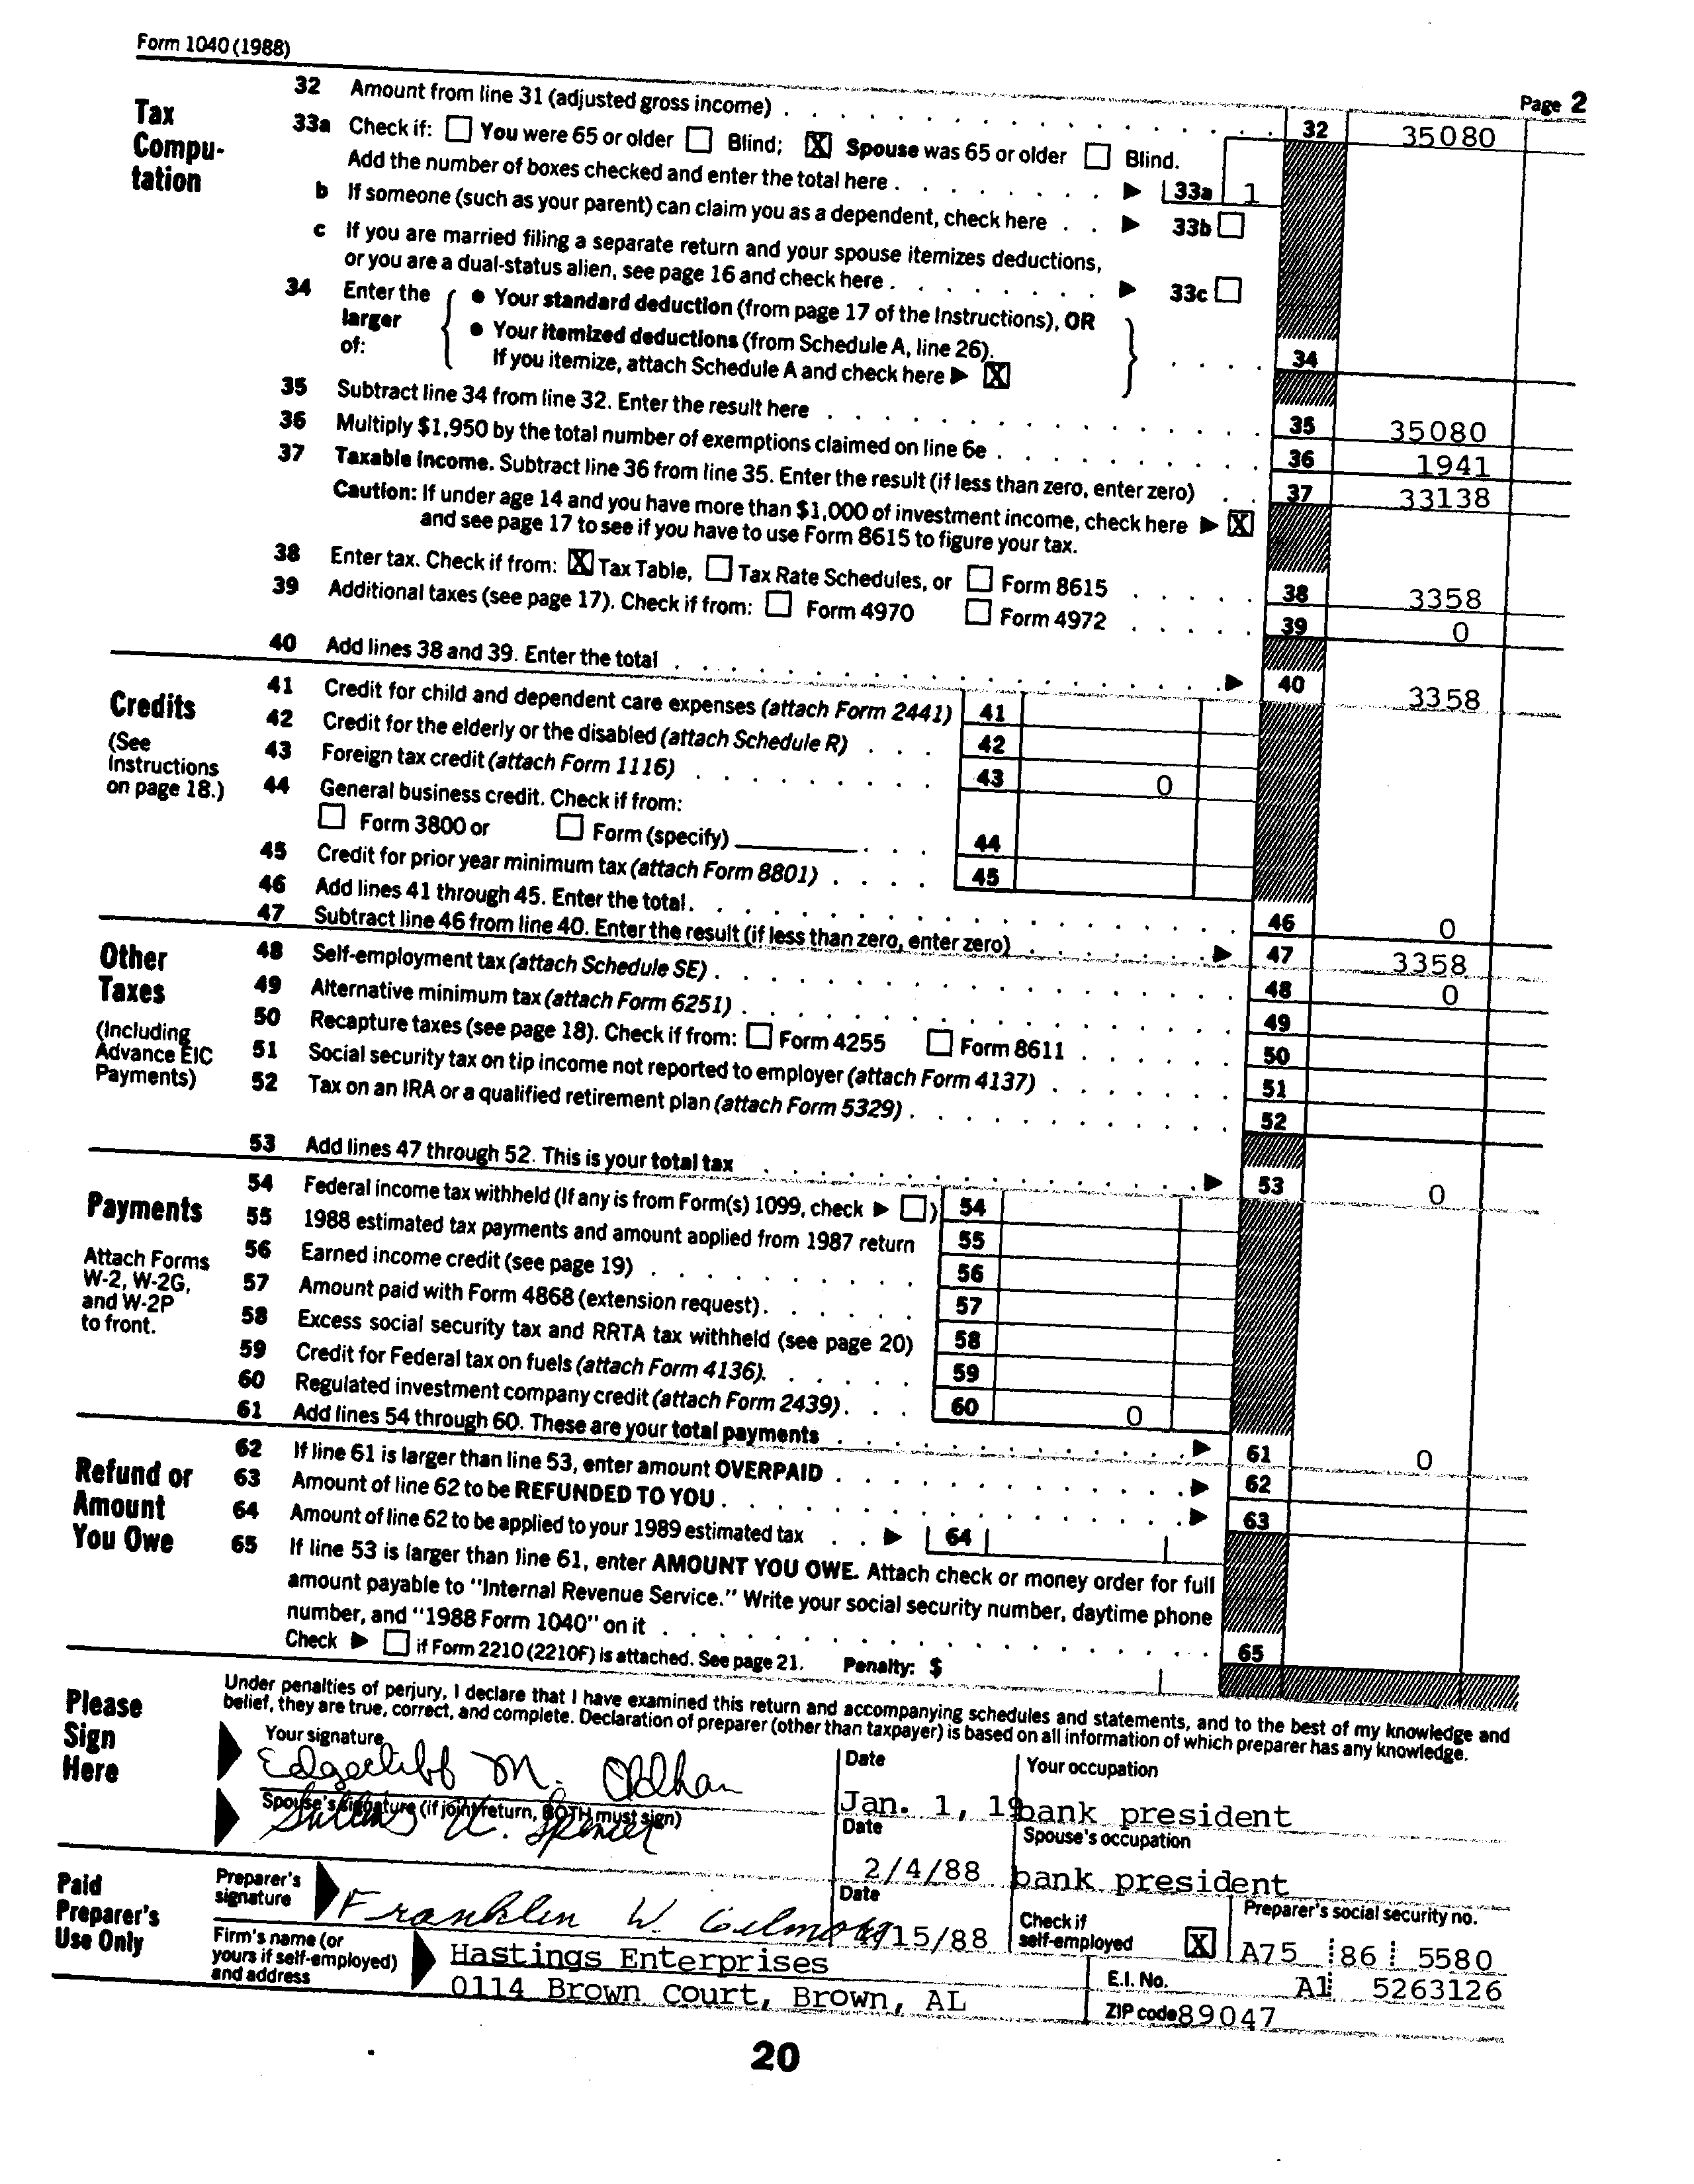 Form 1040 (1988)
Page 2
Tax Compu-tation
32 Amount from line 31 (adjusted gross income) 32 35080
33a Check if: You were 65 or older Blind; X Spouse was 65 or older Blind.
Add the number of boxes checked and enter the total here 33a 1
b If someone (such as your parent) can claim you as a dependent, check here 33b
c If you are married filing a separate return and your spouse itemizes deductions,
or you are a dual-status alien, see page 16 and check here 33c
34 Enter the larger of:
• Your standard deduction (from page 17 of the Instructions), OR
• Your itemized deductions (from Schedule A, line 26).
If you itemize, attach Schedule A and check here X 34
35 Subtract line 34 from line 32. Enter the result here 35 35080
36 Multiply $1,950 by the total number of exemptions claimed on line 6e 36 1941
37 Taxable income. Subtract line 36 from line 35. Enter the result (if less than zero, enter zero) 37 33138
Caution: If under age 14 and you have more than $1,000 of investment income, check here X
and see page 17 to see if you have to use Form 8615 to figure your tax.
38 Enter tax. Check if from: X Tax Table, Tax Rate Schedules, or Form 8615 38 3358
39 Additional taxes (see page 17). Check if from: Form 4970 Form 4972 39 0
40 Add lines 38 and 39. Enter the total 40 3358
Credits
(See Instructions on page 18.)
41 Credit for child and dependent care expenses (attach Form 2441) 41
42 Credit for the elderly or the disabled (attach Schedule R) 42
43 Foreign tax credit (attach Form 1116) 43 0
44 General business credit. Check if from:
Form 3800 or Form (specify) 44
45 Credit for prior year minimum tax (attach Form 8801) 45
46 Add lines 41 through 45. Enter the total 46 0
47 Subtract line 46 from line 40. Enter the result (if less than zero, enter zero) 47 3358
Other Taxes
(Including Advance EIC Payments)
48 Self-employment tax (attach Schedule SE) 48 0
49 Alternative minimum tax (attach Form 6251) 49
50 Recapture taxes (see page 18). Check if from: Form 4255 Form 8611 50
51 Social security tax on tip income not reported to employer (attach Form 4137) 51
52 Tax on an IRA or a qualified retirement plan (attach Form 5329) 52
53 Add lines 47 through 52. This is your total tax 53 0
Payments
Attach Forms W-2, W-2G, and W-2P to front.
54 Federal income tax withheld (If any is from Form(s) 1099, check ) 54
55 1988 estimated tax payments and amount applied from 1987 return 55
56 Earned income credit (see page 19) 56
57 Amount paid with Form 4868 (extension request) 57
58 Excess social security tax and RRTA tax withheld (see page 20) 58
59 Credit for Federal tax on fuels (attach Form 4136) 59
60 Regulated investment company credit (attach Form 2439) 60 0
61 Add lines 54 through 60. These are your total payments 61 0
Refund or Amount You Owe
62 If line 61 is larger than line 53, enter amount OVERPAID 62
63 Amount of line 62 to be REFUNDED TO YOU 63
64 Amount of line 62 to be applied to your 1989 estimated tax 64
65 If line 53 is larger than line 61, enter AMOUNT YOU OWE. Attach check or money order for full
amount payable to "Internal Revenue Service." Write your social security number, daytime phone
number, and "1988 Form 1040" on it 65
Check if Form 2210 (2210F) is attached. See page 21. Penalty: $
Please Sign Here
Under penalties of perjury, I declare that I have examined this return and accompanying schedules and statements, and to the best of my knowledge and
belief, they are true, correct, and complete. Declaration of preparer (other than taxpayer) is based on all information of which preparer has any knowledge.
Your signature Date Your occupation
Edgecliff M. Oldhan Jan. 1, 19 bank president
Spouse's signature (if joint return, BOTH must sign) Date Spouse's occupation
K. Spencer 2/4/88 bank president
Paid Preparer's Use Only
Preparer's signature Date Check if self-employed X Preparer's social security no.
Franklin W. 15/88 A75 86 5580
Firm's name (or yours if self-employed) and address
Hastings Enterprises E.I. No. A1 5263126
0114 Brown Court, Brown, AL ZIP code 89047
20